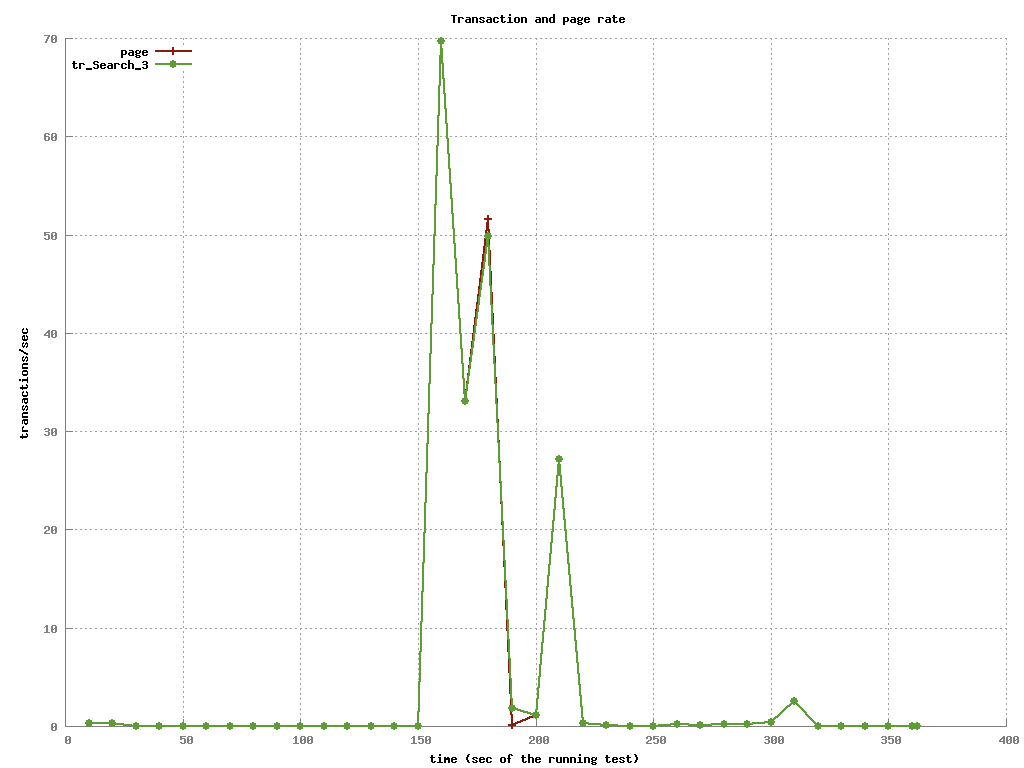 Transaction and page rate
page
tr_Search_3
70
60
50
40
30
20
10
0
transactions/sec
0 50 100 150 200 250 300 350 400
time (sec of the running test)